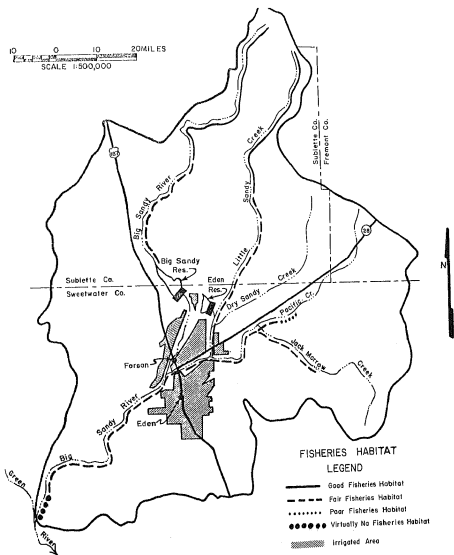 10 0 10 20 MILES
SCALE 1:500,000
187
Big Sandy River
Little Sandy Creek
Sublette Co.
Fremont Co.
28
Big Sandy
Res.
Eden
Res.
Dry Sandy Creek
Pacific Cr.
Sublette Co.
Sweetwater Co.
N
Jack Morrow Creek
Farson
Eden
Big Sandy River
Green River
FISHERIES HABITAT
LEGEND
Good Fisheries Habitat
Fair Fisheries Habitat
Poor Fisheries Habitat
Virtually No Fisheries Habitat
Irrigated Area